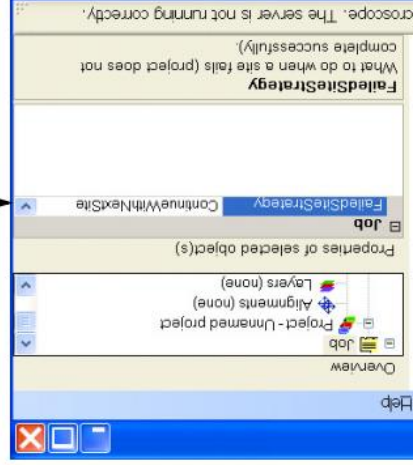 Help
Overview
Job
Project - Unnamed project
Alignments (none)
Layers (none)
Properties of selected object(s)
Job
FailedSiteStrategy ContinueWithNextSite
FailedSiteStrategy
What to do when a site fails (project does not
complete successfully).
croscope. The server is not running correctly.